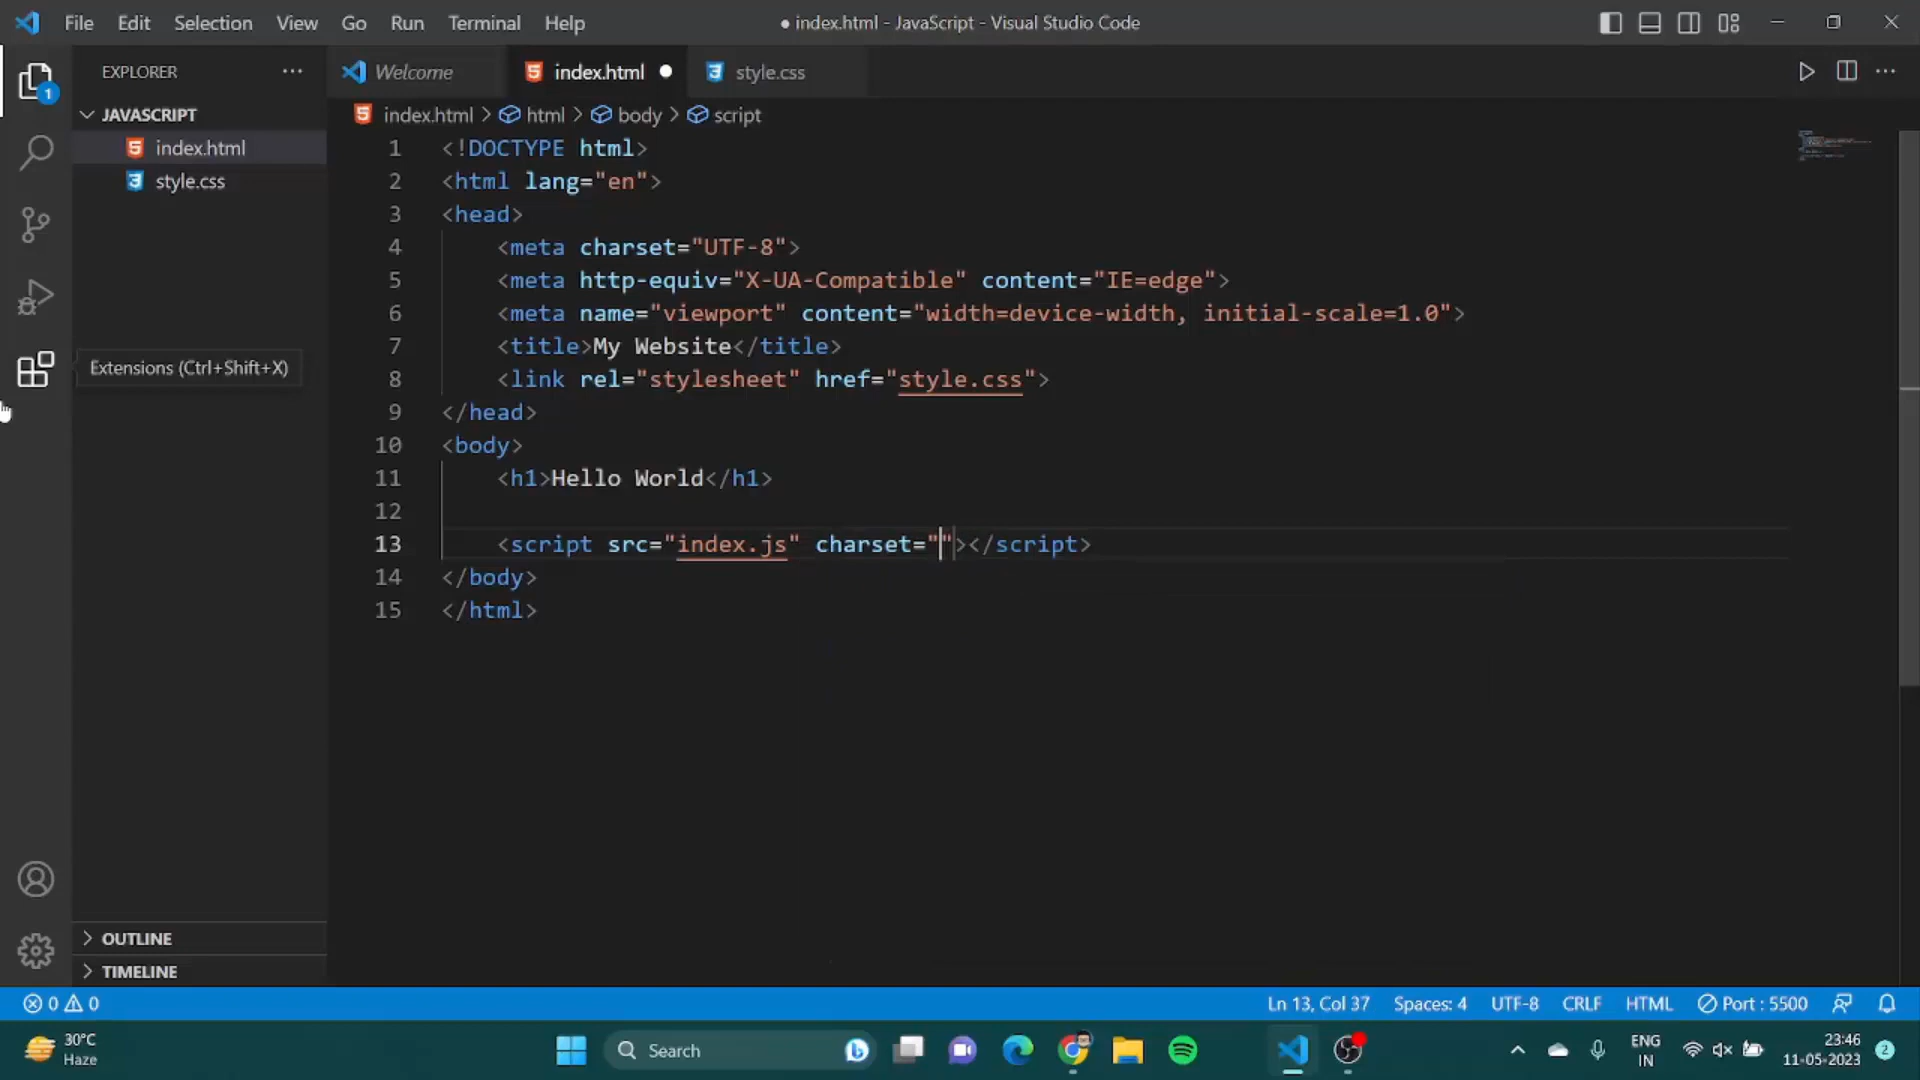 File Edit Selection View Go Run Terminal Help ● index.html - JavaScript - Visual Studio Code
EXPLORER
Welcome index.html style.css
1
JAVASCRIPT
index.html
style.css
Extensions (Ctrl+Shift+X)
OUTLINE
TIMELINE
index.html > html > body > script
1 <!DOCTYPE html>
2 <html lang="en">
3 <head>
4 <meta charset="UTF-8">
5 <meta http-equiv="X-UA-Compatible" content="IE=edge">
6 <meta name="viewport" content="width=device-width, initial-scale=1.0">
7 <title>My Website</title>
8 <link rel="stylesheet" href="style.css">
9 </head>
10 <body>
11 <h1>Hello World</h1>
12
13 <script src="index.js" charset=""></script>
14 </body>
15 </html>
0 0 Ln 13, Col 37 Spaces: 4 UTF-8 CRLF HTML Port : 5500
30°C
Haze
Search
ENG
IN
23:46
11-05-2023
2